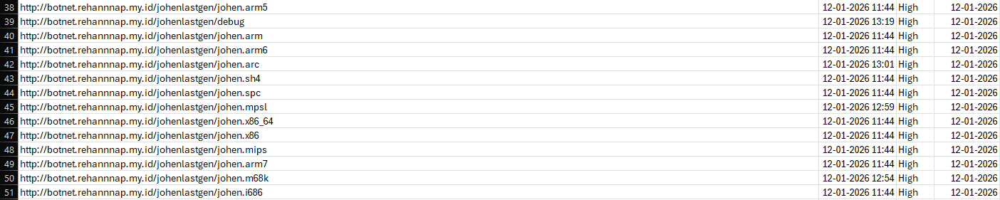 38 http://botnet.rehannnap.my.id/johenlastgen/johen.arm5 12-01-2026 11:44 High 12-01-2026
39 http://botnet.rehannnap.my.id/johenlastgen/debug 12-01-2026 13:19 High 12-01-2026
40 http://botnet.rehannnap.my.id/johenlastgen/johen.arm 12-01-2026 11:44 High 12-01-2026
41 http://botnet.rehannnap.my.id/johenlastgen/johen.arm6 12-01-2026 11:44 High 12-01-2026
42 http://botnet.rehannnap.my.id/johenlastgen/johen.arc 12-01-2026 13:01 High 12-01-2026
43 http://botnet.rehannnap.my.id/johenlastgen/johen.sh4 12-01-2026 11:44 High 12-01-2026
44 http://botnet.rehannnap.my.id/johenlastgen/johen.spc 12-01-2026 11:44 High 12-01-2026
45 http://botnet.rehannnap.my.id/johenlastgen/johen.mpsl 12-01-2026 12:59 High 12-01-2026
46 http://botnet.rehannnap.my.id/johenlastgen/johen.x86_64 12-01-2026 11:44 High 12-01-2026
47 http://botnet.rehannnap.my.id/johenlastgen/johen.x86 12-01-2026 11:44 High 12-01-2026
48 http://botnet.rehannnap.my.id/johenlastgen/johen.mips 12-01-2026 11:44 High 12-01-2026
49 http://botnet.rehannnap.my.id/johenlastgen/johen.arm7 12-01-2026 11:44 High 12-01-2026
50 http://botnet.rehannnap.my.id/johenlastgen/johen.m68k 12-01-2026 12:54 High 12-01-2026
51 http://botnet.rehannnap.my.id/johenlastgen/johen.i686 12-01-2026 11:44 High 12-01-2026